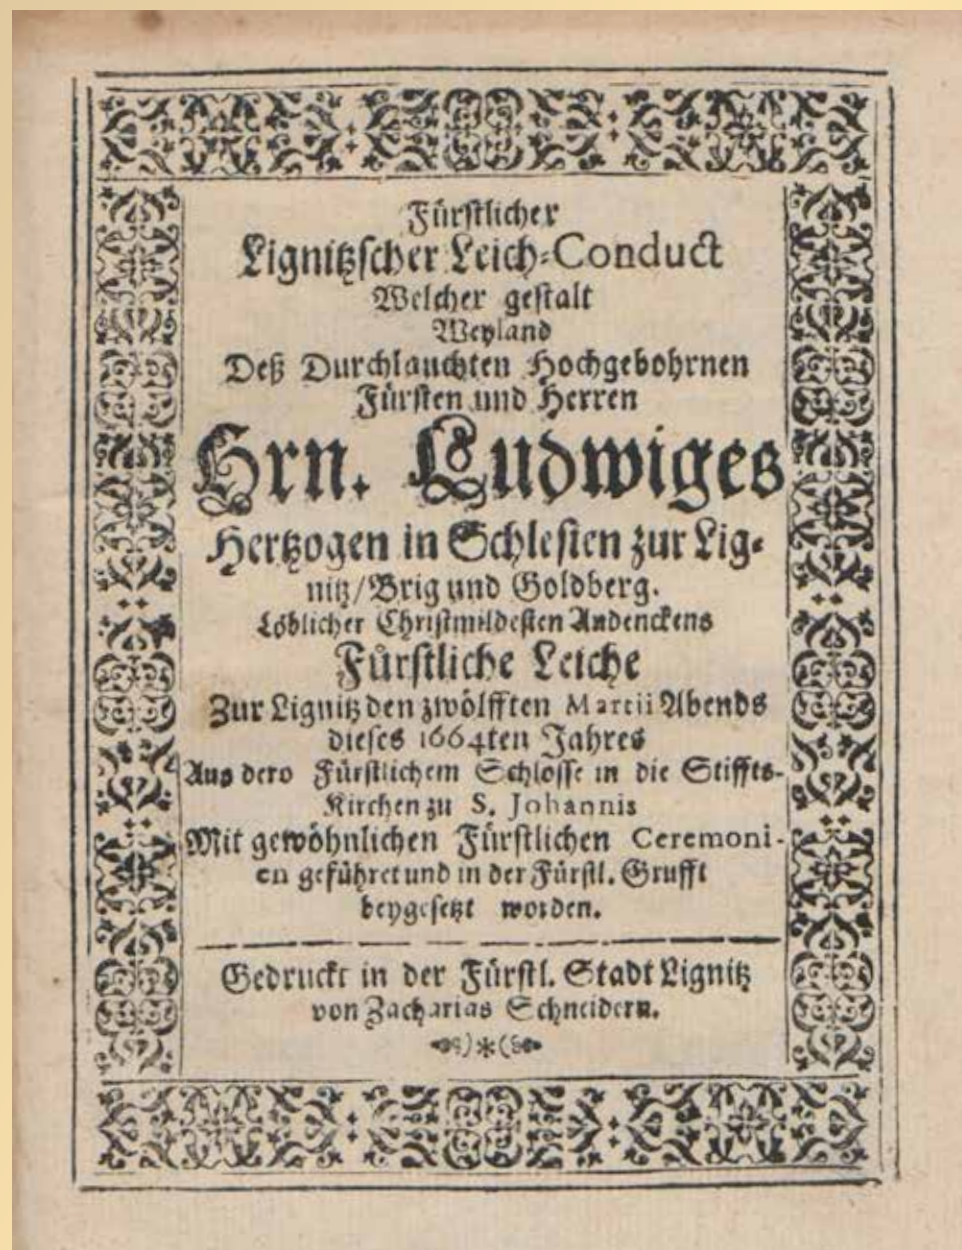 Fürstlicher
Lignitzscher Leich-Conduct
Welcher gestalt
Weyland
Deß Durchlauchten Hochgebohrnen
Fürsten und Herren
Hrn. Ludwiges
Hertzogen in Schlesien zur Lig-
nitz/Brig und Goldberg.
Löblicher Christmildesten Andenckens
Fürstliche Leiche
Zur Lignitz den zwölfften Martii Abends
dieses 1664ten Jahres
Aus dero Fürstlichem Schlosse in die Stiffts-
Kirchen zu S. Johannis
Mit gewöhnlichen Fürstlichen Ceremoni-
en geführet und in der Fürstl. Grufft
beygesetzt worden.
Gedruckt in der Fürstl. Stadt Lignitz
von Zacharias Schneidern.